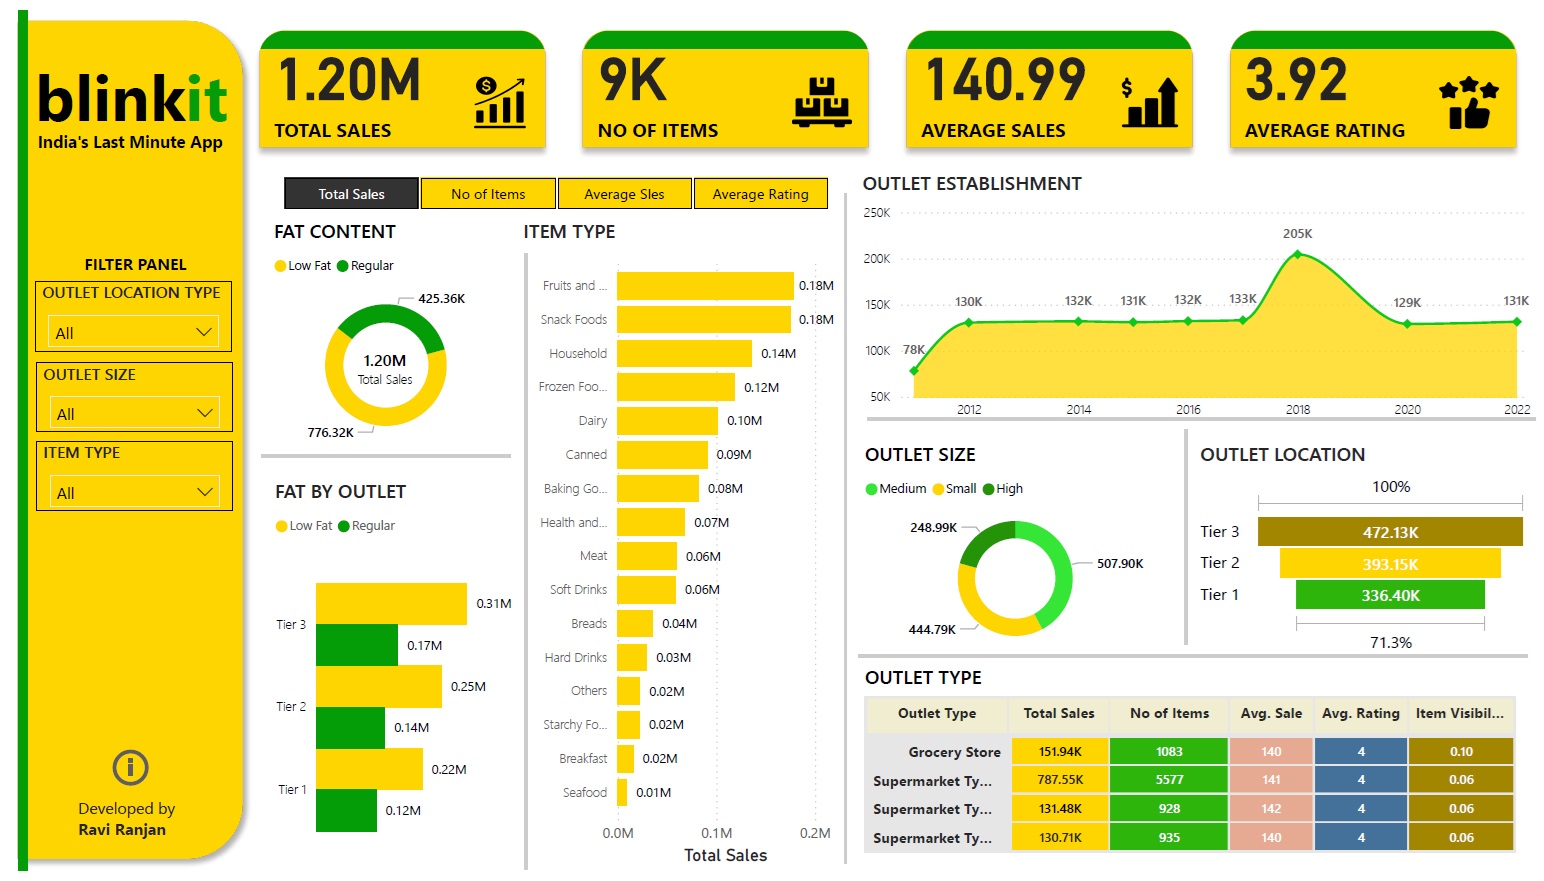 blinkit
India's Last Minute App
FILTER PANEL
OUTLET LOCATION TYPE
All
OUTLET SIZE
All
ITEM TYPE
All
Developed by
Ravi Ranjan
1.20M
TOTAL SALES
9K
NO OF ITEMS
140.99
AVERAGE SALES
3.92
AVERAGE RATING
Total Sales No of Items Average Sles Average Rating
FAT CONTENT
Low Fat Regular
425.36K
1.20M
Total Sales
776.32K
FAT BY OUTLET
Low Fat Regular
Tier 3
0.31M
0.17M
Tier 2
0.25M
0.14M
Tier 1
0.22M
0.12M
ITEM TYPE
Fruits and ... 0.18M
Snack Foods 0.18M
Household 0.14M
Frozen Foo... 0.12M
Dairy 0.10M
Canned 0.09M
Baking Go... 0.08M
Health and... 0.07M
Meat 0.06M
Soft Drinks 0.06M
Breads 0.04M
Hard Drinks 0.03M
Others 0.02M
Starchy Fo... 0.02M
Breakfast 0.02M
Seafood 0.01M
0.0M 0.1M 0.2M
Total Sales
OUTLET ESTABLISHMENT
250K
200K
150K
100K
50K
78K 130K 132K 131K 132K 133K 205K 129K 131K
2012 2014 2016 2018 2020 2022
OUTLET SIZE
Medium Small High
248.99K
507.90K
444.79K
OUTLET LOCATION
100%
Tier 3 472.13K
Tier 2 393.15K
Tier 1 336.40K
71.3%
OUTLET TYPE
Outlet Type Total Sales No of Items Avg. Sale Avg. Rating Item Visibil...
Grocery Store 151.94K 1083 140 4 0.10
Supermarket Ty... 787.55K 5577 141 4 0.06
Supermarket Ty... 131.48K 928 142 4 0.06
Supermarket Ty... 130.71K 935 140 4 0.06